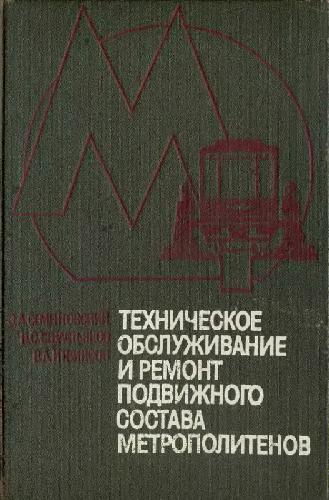 ТЕХНИЧЕСКОЕ
ОБСЛУЖИВАНИЕ
И РЕМОНТ
ПОДВИЖНОГО
СОСТАВА
МЕТРОПОЛИТЕНОВ